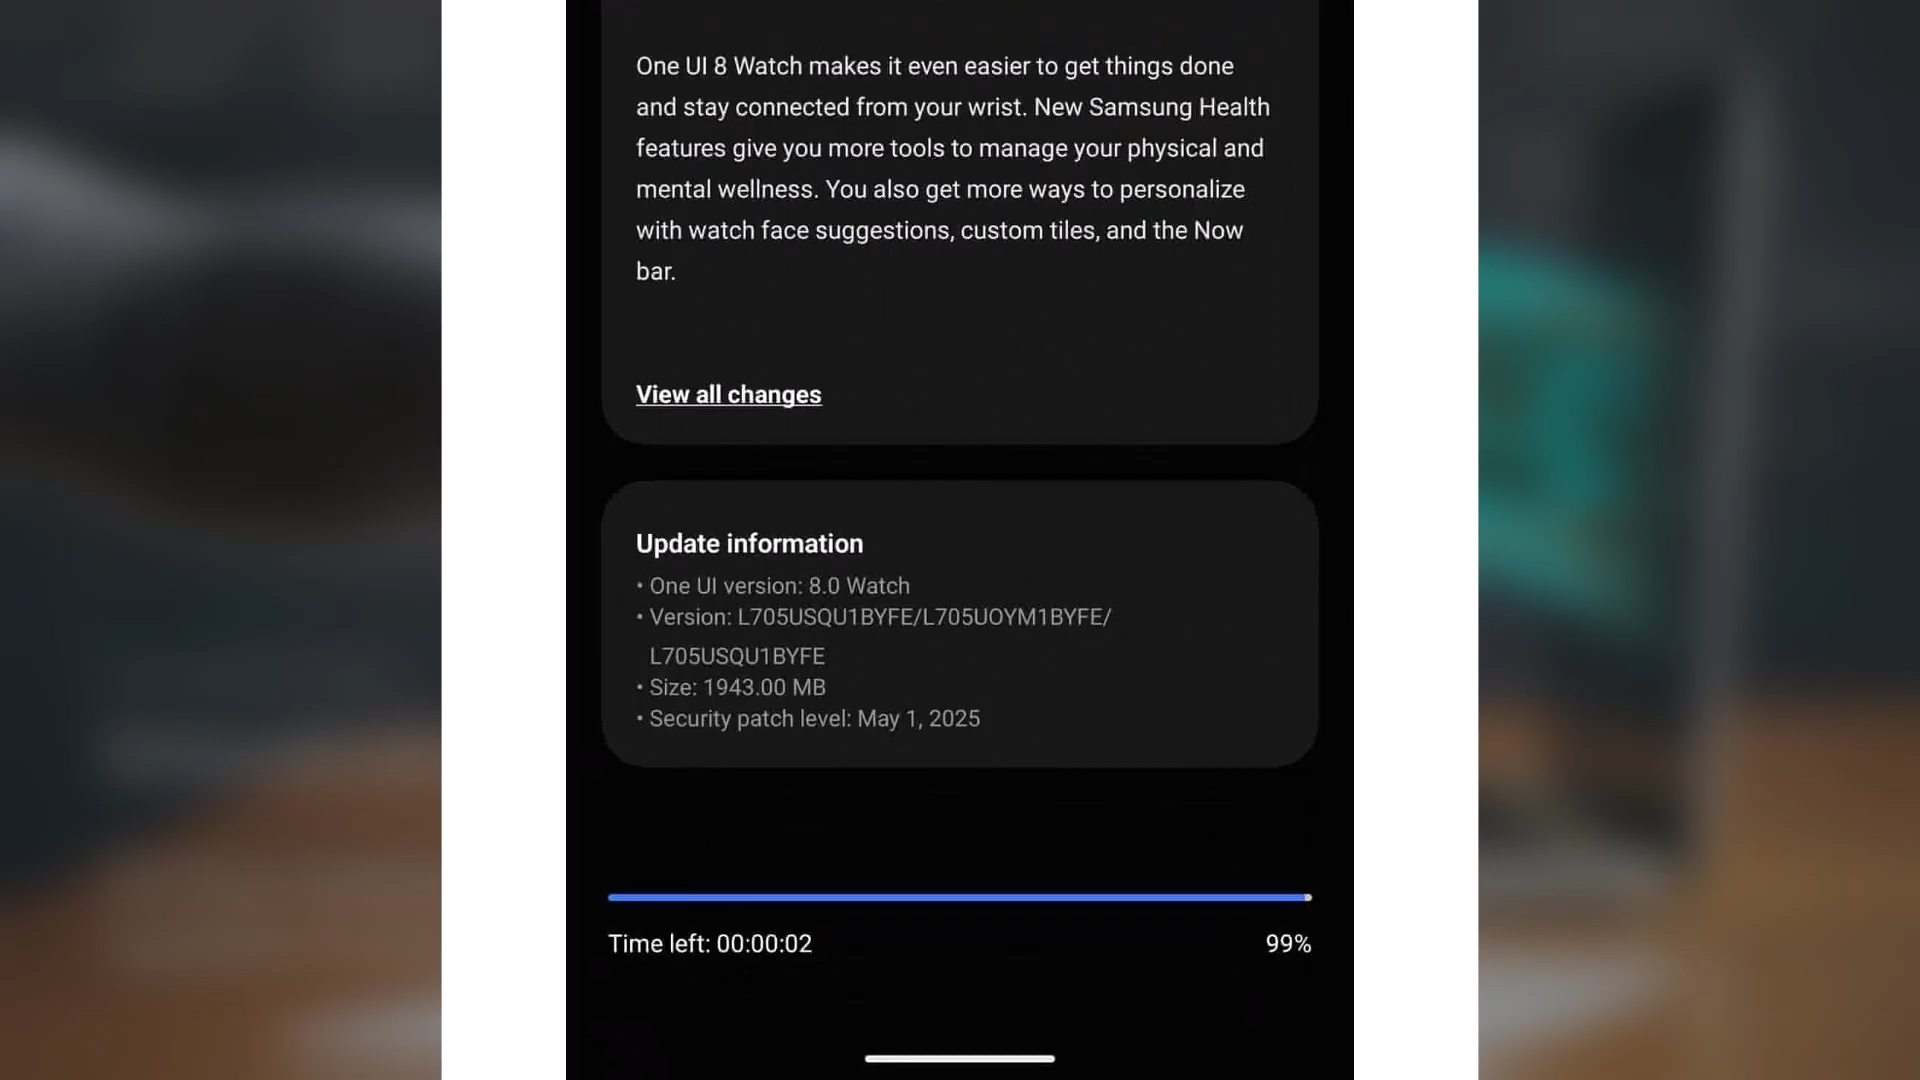 One UI 8 Watch makes it even easier to get things done
and stay connected from your wrist. New Samsung Health
features give you more tools to manage your physical and
mental wellness. You also get more ways to personalize
with watch face suggestions, custom tiles, and the Now
bar.
View all changes
Update information
• One UI version: 8.0 Watch
• Version: L705USQU1BYFE/L705UOYM1BYFE/
L705USQU1BYFE
• Size: 1943.00 MB
• Security patch level: May 1, 2025
Time left: 00:00:02
99%